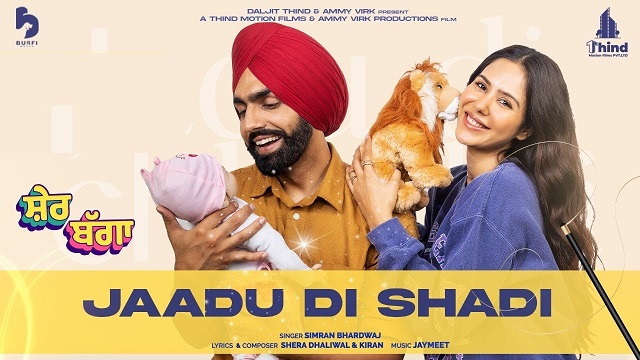 DALJIT THIND & AMMY VIRK PRESENT
A THIND MOTION FILMS & AMMY VIRK PRODUCTIONS FILM
BURFI
Thind
Motion Films PVT.LTD
ਸ਼ੇਰ
ਬੱਗਾ
JAADU DI SHADI
SINGER SIMRAN BHARDWAJ
LYRICS & COMPOSER SHERA DHALIWAL & KIRAN MUSIC JAYMEET